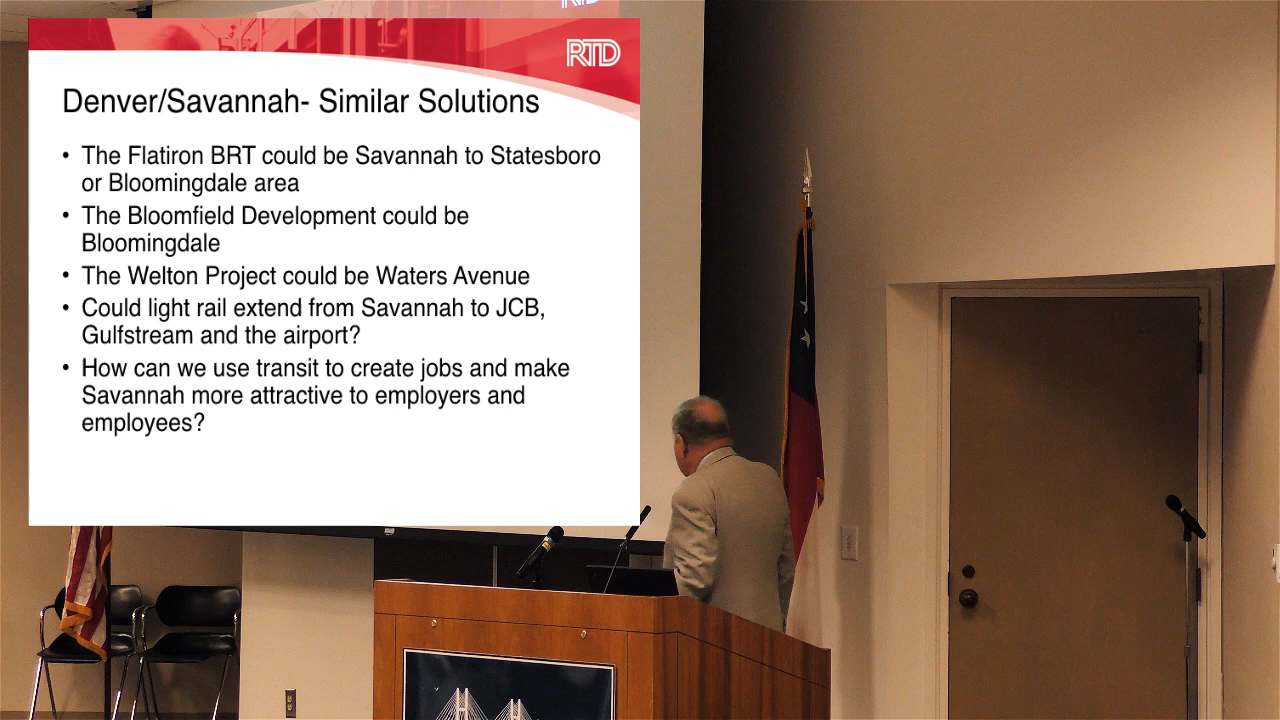 RTD
RTD
Denver/Savannah- Similar Solutions
• The Flatiron BRT could be Savannah to Statesboro
or Bloomingdale area
• The Bloomfield Development could be
Bloomingdale
• The Welton Project could be Waters Avenue
• Could light rail extend from Savannah to JCB,
Gulfstream and the airport?
• How can we use transit to create jobs and make
Savannah more attractive to employers and
employees?